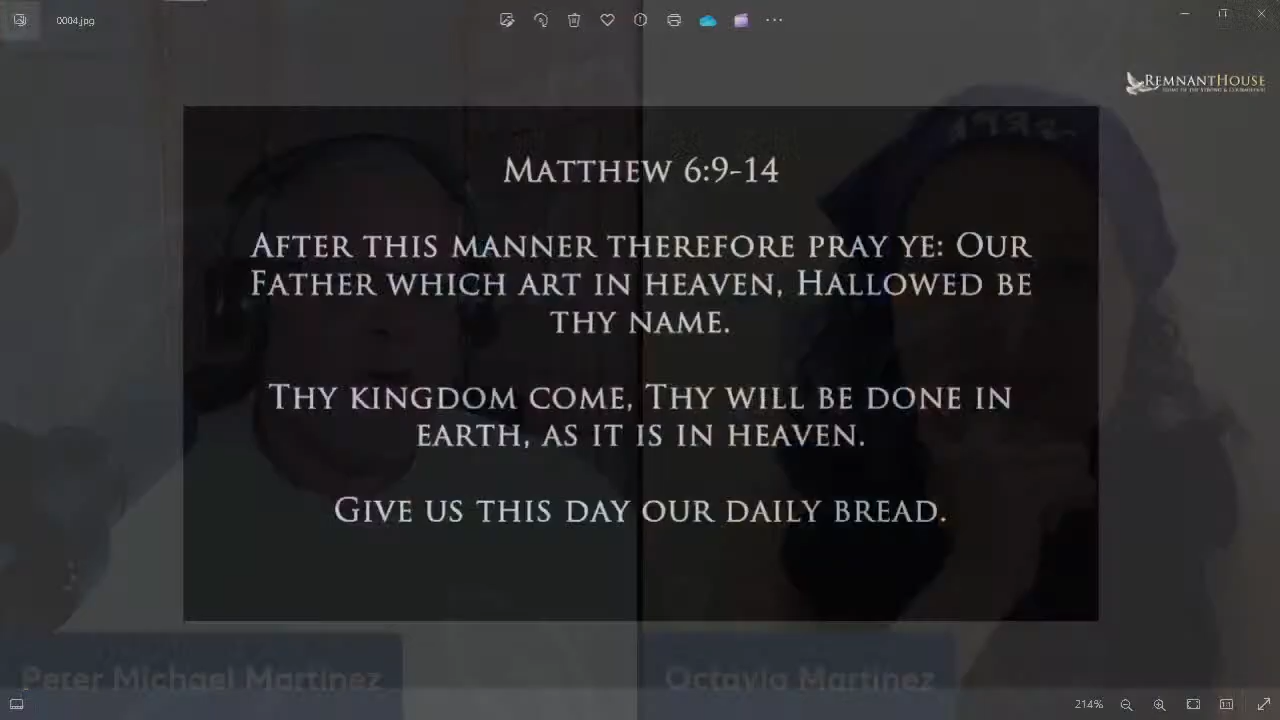 0004.jpg
REMNANTHOUSE
MATTHEW 6:9-14
AFTER THIS MANNER THEREFORE PRAY YE: OUR
FATHER WHICH ART IN HEAVEN, HALLOWED BE
THY NAME.
THY KINGDOM COME, THY WILL BE DONE IN
EARTH, AS IT IS IN HEAVEN.
GIVE US THIS DAY OUR DAILY BREAD.
Peter Michael Martinez
Octavia Martinez
214%